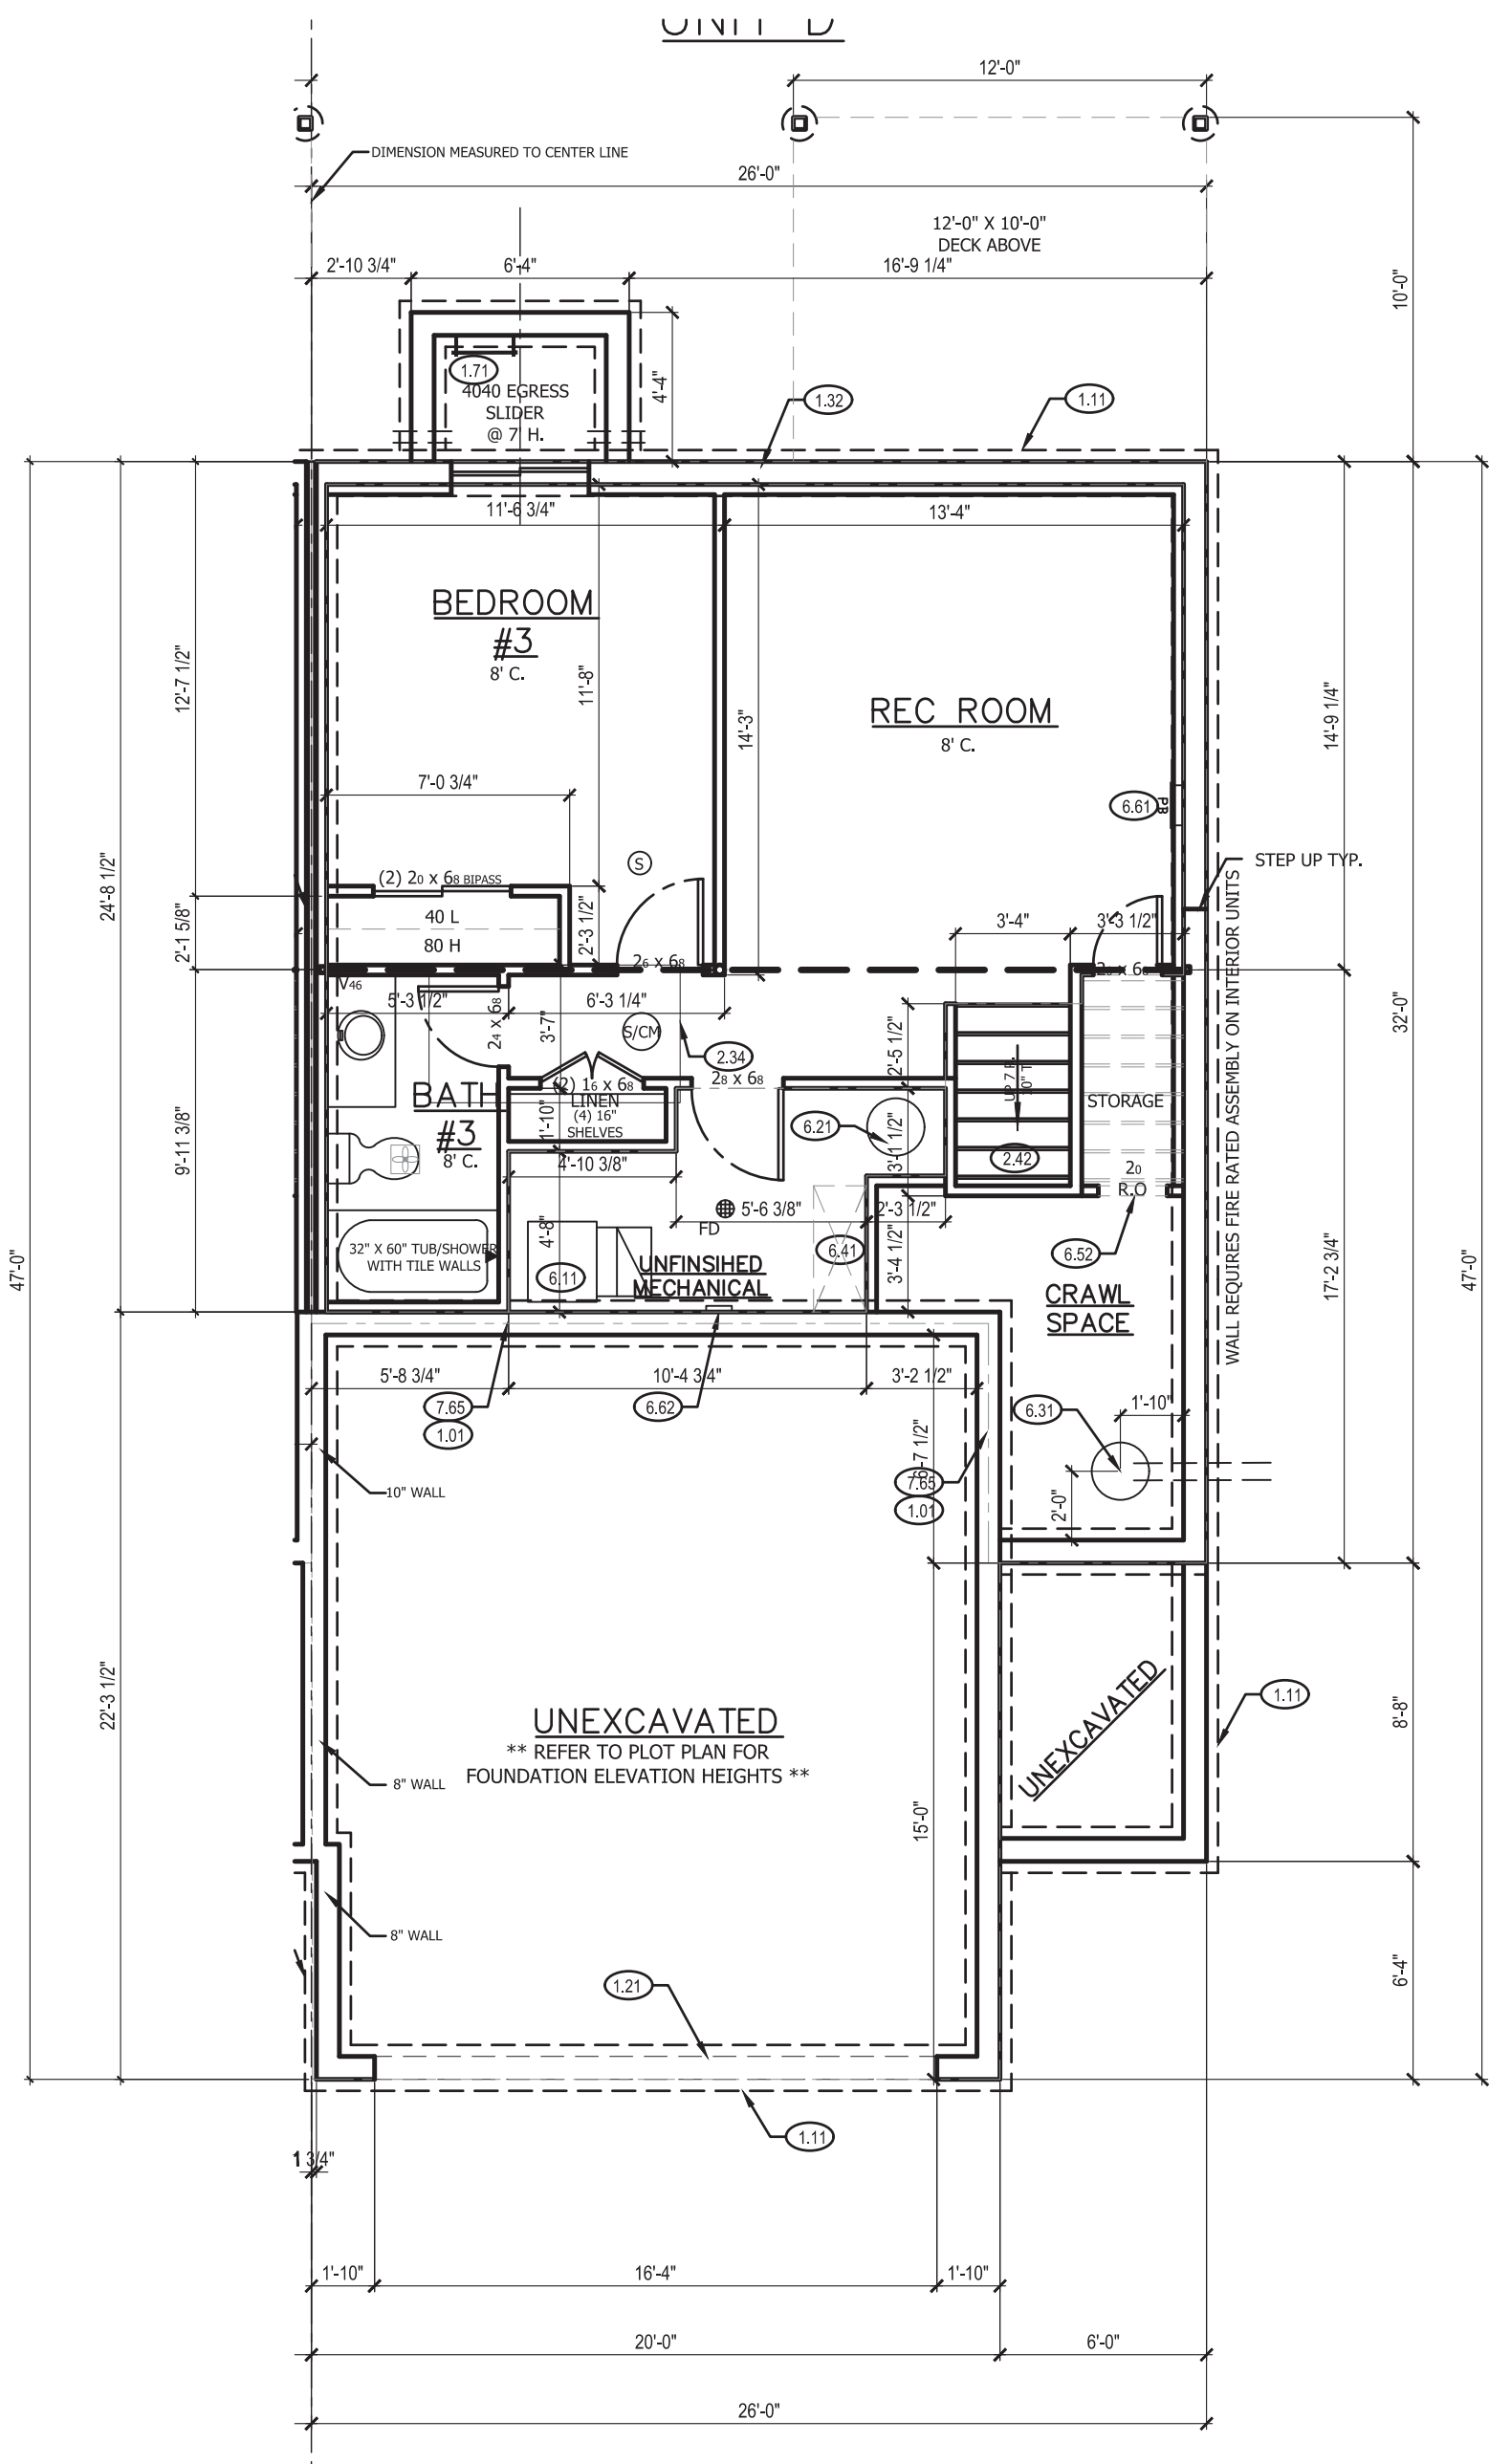 UNIT D
12'-0"
DIMENSION MEASURED TO CENTER LINE
26'-0"
12'-0" X 10'-0"
DECK ABOVE
2'-10 3/4"
6'-4"
16'-9 1/4"
10'-0"
1.71
4040 EGRESS
SLIDER
@ 7' H.
4'-4"
1.32
1.11
11'-6 3/4"
13'-4"
BEDROOM
#3
8' C.
11'-8"
14'-3"
REC ROOM
8' C.
12'-7 1/2"
14'-9 1/4"
7'-0 3/4"
6.61
PB
S
STEP UP TYP.
24'-8 1/2"
(2) 20 x 68 BIPASS
40 L
80 H
2'-1 5/8"
2'-3 1/2"
3'-4"
3'-3 1/2"
26 x 68
V46
5'-3 1/2"
6'-3 1/4"
24 x 68
3'-7"
S/CM
2.34
2'-5 1/2"
32'-0"
(2) 16 x 68
28 x 68
LINEN
(4) 16"
SHELVES
1'-10"
BATH
#3
8' C.
9'-11 3/8"
6.21
3'-1 1/2"
UP 7 R.
10" T.
2.42
STORAGE
20
R.O
WALL REQUIRES FIRE RATED ASSEMBLY ON INTERIOR UNITS
4'-10 3/8"
5'-6 3/8"
2'-3 1/2"
FD
4'-8"
32" X 60" TUB/SHOWER
WITH TILE WALLS
6.11
UNFINSIHED
MECHANICAL
6.41
3'-4 1/2"
6.52
CRAWL
SPACE
17'-2 3/4"
47'-0"
47'-0"
5'-8 3/4"
10'-4 3/4"
3'-2 1/2"
7.65
1.01
6.62
6.31
1'-10"
6'-7 1/2"
7.65
1.01
2'-0"
10" WALL
22'-3 1/2"
UNEXCAVATED
** REFER TO PLOT PLAN FOR
FOUNDATION ELEVATION HEIGHTS **
8" WALL
UNEXCAVATED
1.11
8'-8"
15'-0"
8" WALL
1.21
6'-4"
1.11
1 3/4"
1'-10"
16'-4"
1'-10"
20'-0"
6'-0"
26'-0"